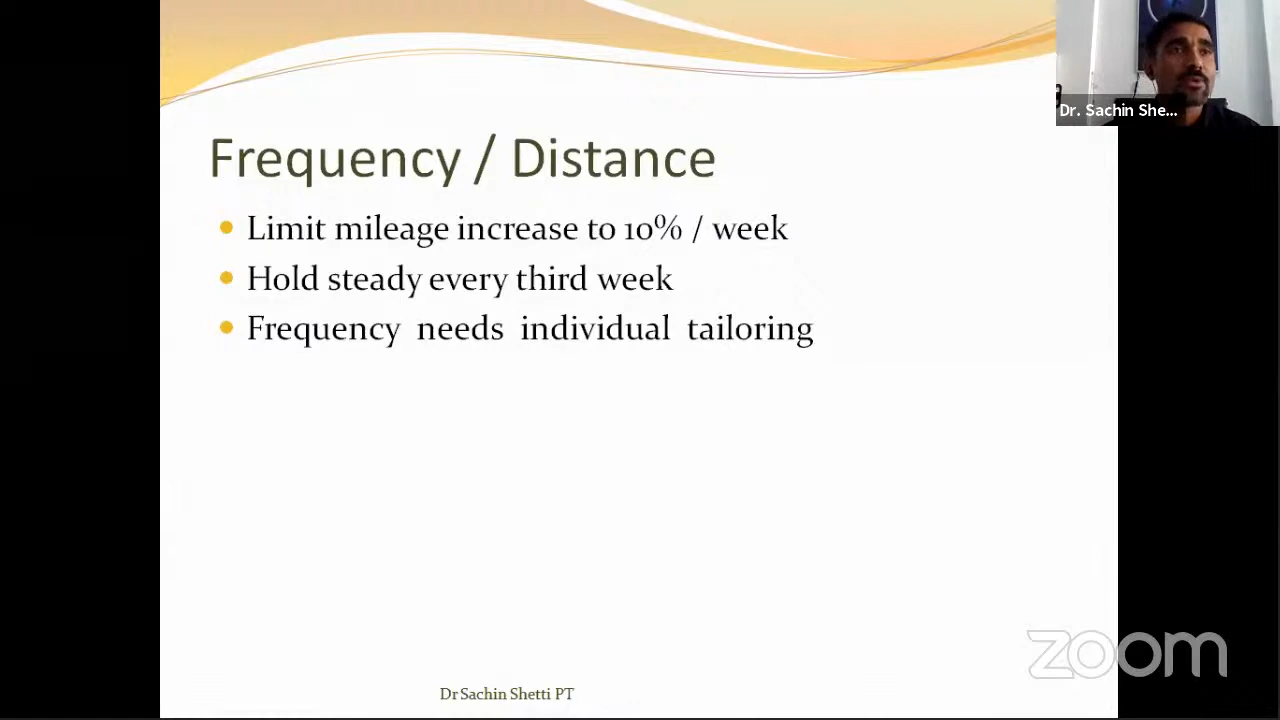 Dr. Sachin She...
Frequency / Distance
Limit mileage increase to 10% / week
Hold steady every third week
Frequency needs individual tailoring
zoom
Dr Sachin Shetti PT